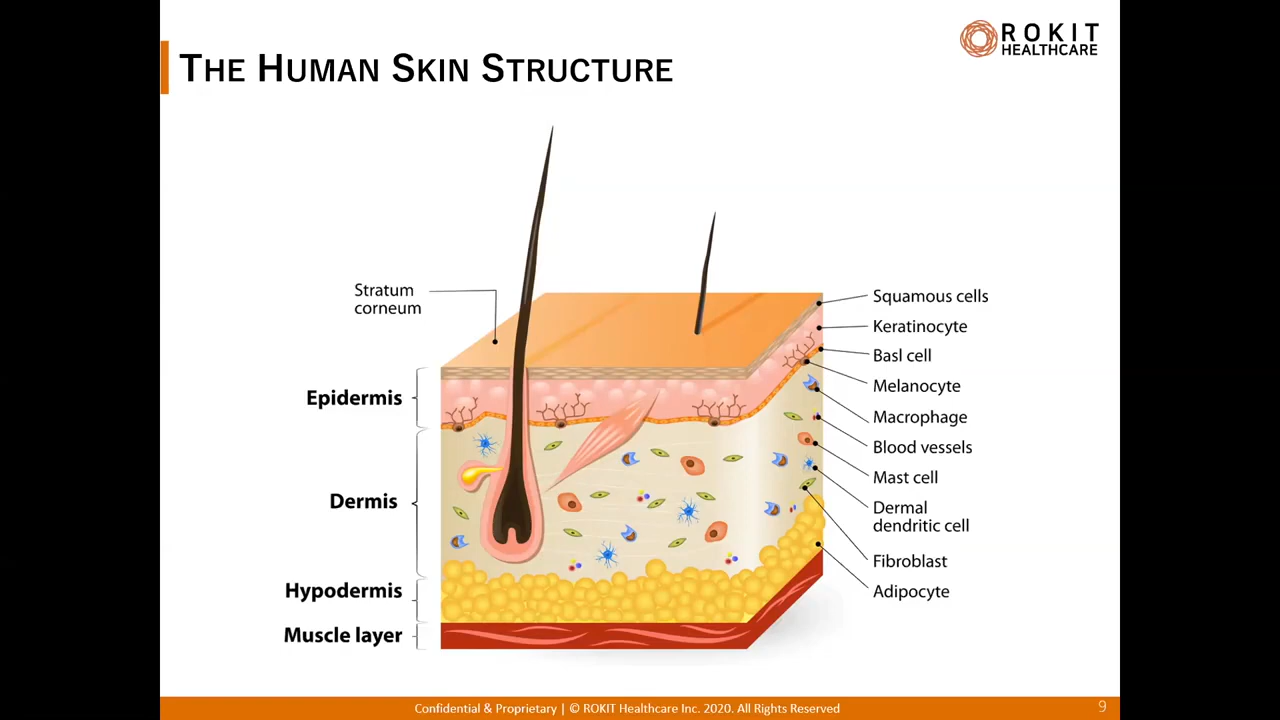 ROKIT
HEALTHCARE
THE HUMAN SKIN STRUCTURE
Stratum
corneum
Epidermis
Dermis
Hypodermis
Muscle layer
Squamous cells
Keratinocyte
Basl cell
Melanocyte
Macrophage
Blood vessels
Mast cell
Dermal
dendritic cell
Fibroblast
Adipocyte
Confidential & Proprietary | © ROKIT Healthcare Inc. 2020. All Rights Reserved
9